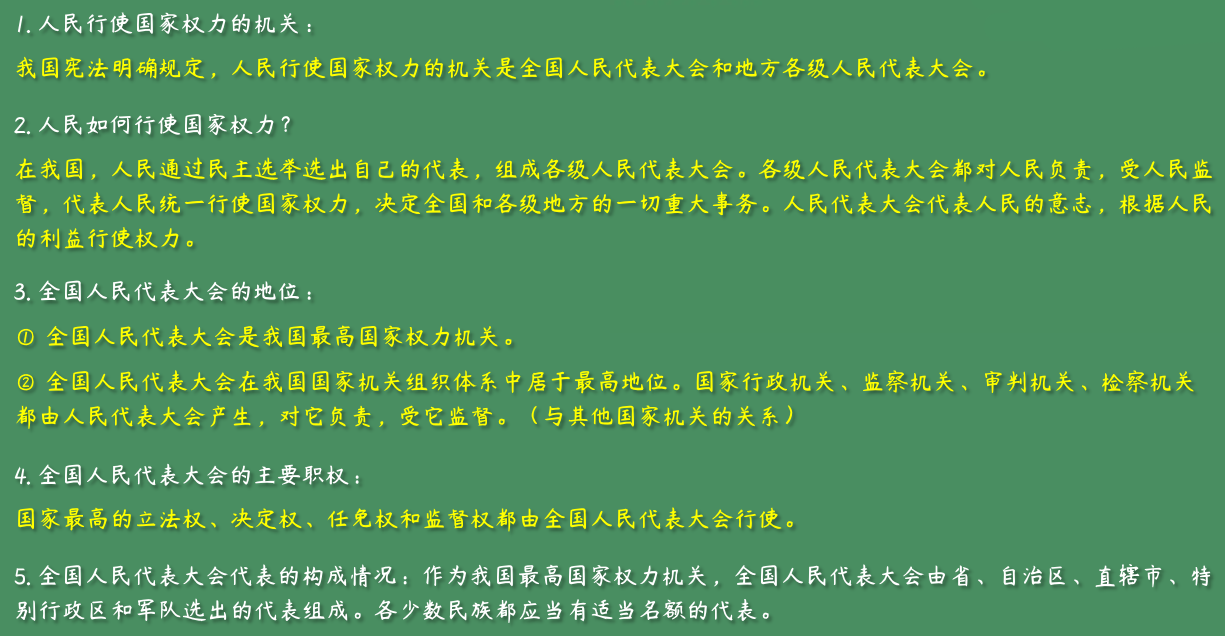 1. 人民行使国家权力的机关：
我国宪法明确规定，人民行使国家权力的机关是全国人民代表大会和地方各级人民代表大会。
2. 人民如何行使国家权力？
在我国，人民通过民主选举选出自己的代表，组成各级人民代表大会。各级人民代表大会都对人民负责，受人民监
督，代表人民统一行使国家权力，决定全国和各级地方的一切重大事务。人民代表大会代表人民的意志，根据人民
的利益行使权力。
3. 全国人民代表大会的地位：
① 全国人民代表大会是我国最高国家权力机关。
② 全国人民代表大会在我国国家机关组织体系中居于最高地位。国家行政机关、监察机关、审判机关、检察机关
都由人民代表大会产生，对它负责，受它监督。（与其他国家机关的关系）
4. 全国人民代表大会的主要职权：
国家最高的立法权、决定权、任免权和监督权都由全国人民代表大会行使。
5. 全国人民代表大会代表的构成情况：作为我国最高国家权力机关，全国人民代表大会由省、自治区、直辖市、特
别行政区和军队选出的代表组成。各少数民族都应当有适当名额的代表。